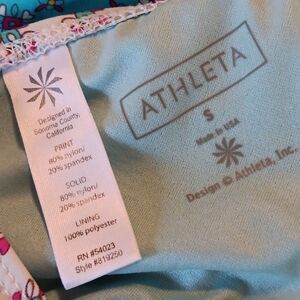 Designed in
Sonoma County,
California
PRINT
80% nylon/
20% spandex
SOLID
80% nylon/
20% spandex
LINING
100% polyester
RN #54023
Style #819250
ATHLETA
S
Made in USA
Design © Athleta, Inc.